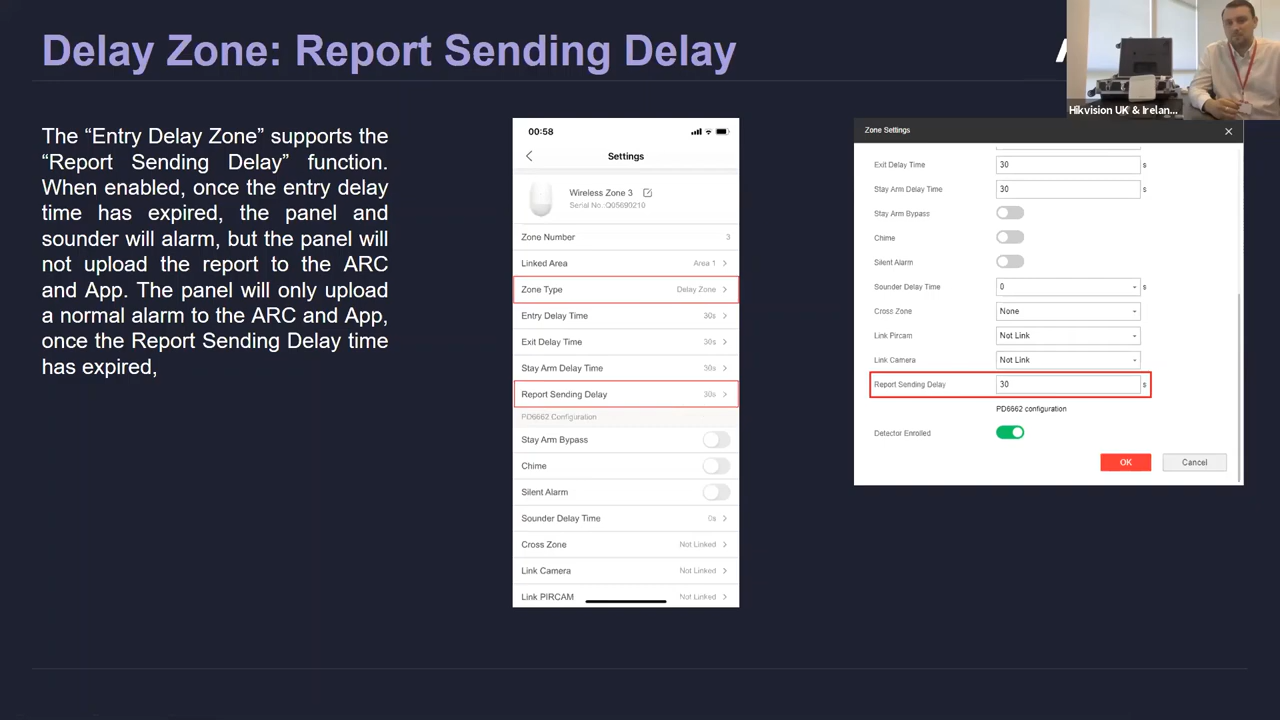 Delay Zone: Report Sending Delay
The “Entry Delay Zone” supports the
“Report Sending Delay” function.
When enabled, once the entry delay
time has expired, the panel and
sounder will alarm, but the panel will
not upload the report to the ARC
and App. The panel will only upload
a normal alarm to the ARC and App,
once the Report Sending Delay time
has expired,
00:58
Settings
Wireless Zone 3
Serial No.:Q05690210
Zone Number 3
Linked Area Area 1
Zone Type Delay Zone
Entry Delay Time 30s
Exit Delay Time 30s
Stay Arm Delay Time 30s
Report Sending Delay 30s
PD6662 Configuration
Stay Arm Bypass
Chime
Silent Alarm
Sounder Delay Time 0s
Cross Zone Not Linked
Link Camera Not Linked
Link PIRCAM Not Linked
Hikvision UK & Irelan...
Zone Settings
Exit Delay Time 30 s
Stay Arm Delay Time 30 s
Stay Arm Bypass
Chime
Silent Alarm
Sounder Delay Time 0 s
Cross Zone None
Link Pircam Not Link
Link Camera Not Link
Report Sending Delay 30 s
PD6662 configuration
Detector Enrolled
OK Cancel